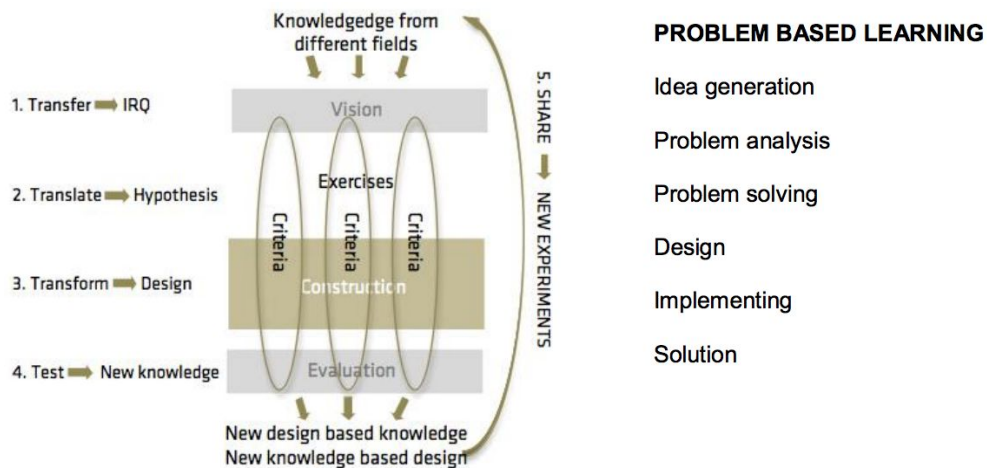 Knowledgedge from
different fields
1. Transfer IRQ
Vision
2. Translate Hypothesis
Exercises
Criteria
Criteria
Criteria
3. Transform Design
Construction
4. Test New knowledge
Evaluation
New design based knowledge
New knowledge based design
5. SHARE NEW EXPERIMENTS
PROBLEM BASED LEARNING
Idea generation
Problem analysis
Problem solving
Design
Implementing
Solution